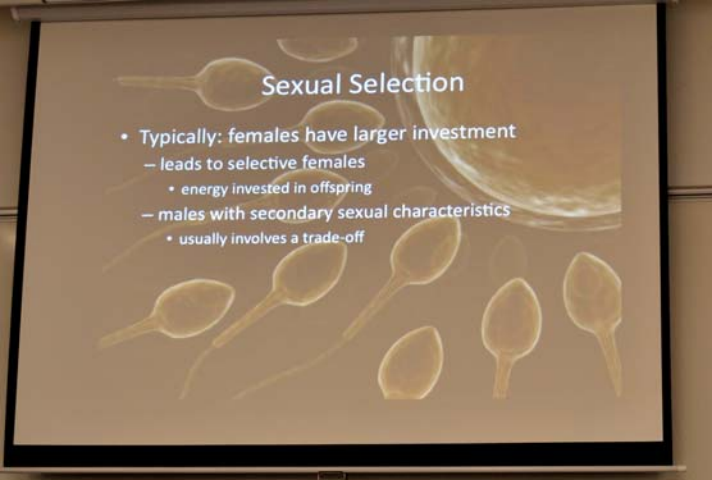 Sexual Selection
• Typically: females have larger investment
– leads to selective females
• energy invested in offspring
– males with secondary sexual characteristics
• usually involves a trade-off